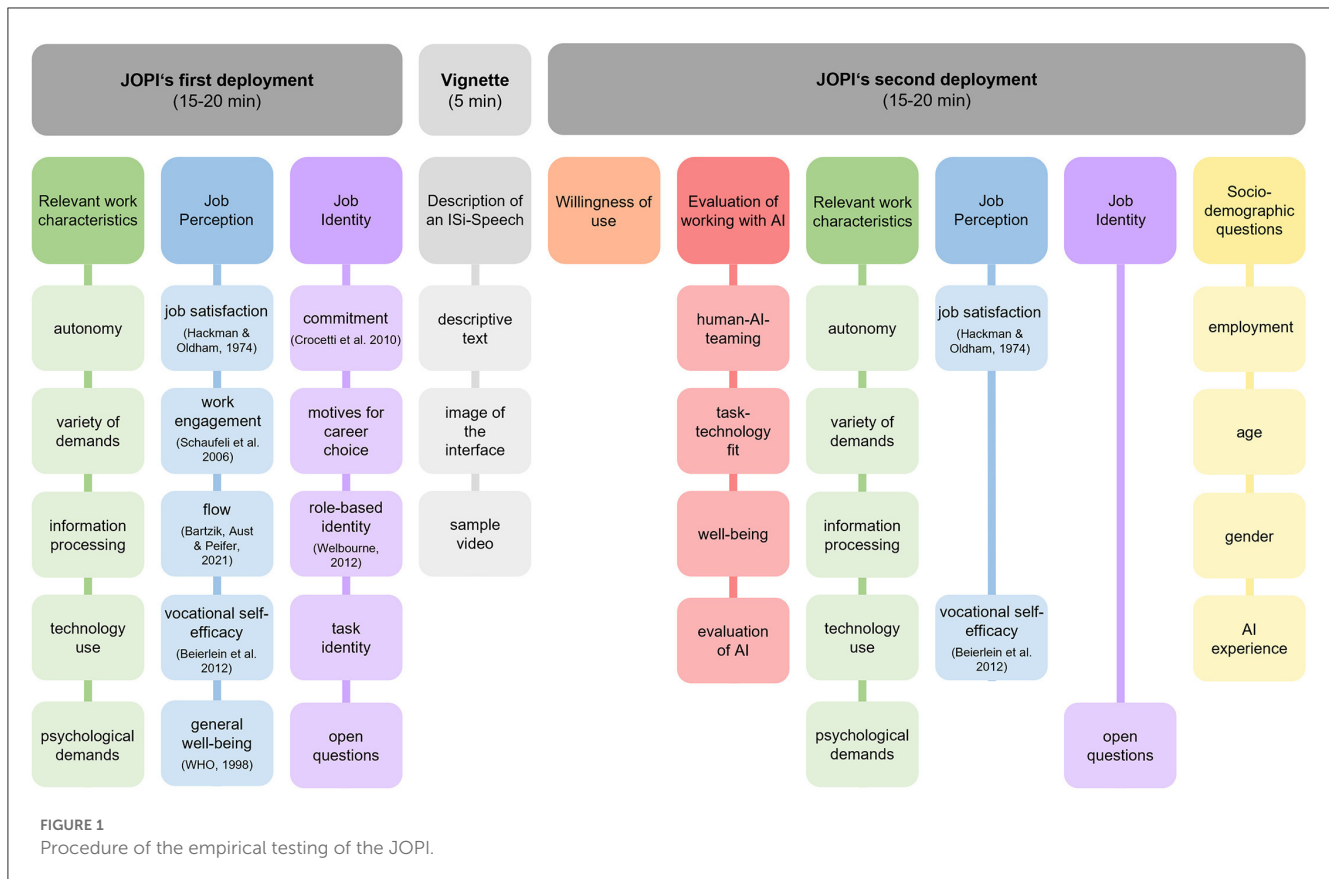 JOPI‘s first deployment
(15-20 min)
Vignette
(5 min)
JOPI‘s second deployment
(15-20 min)
Relevant work
characteristics
Job
Perception
Job
Identity
Description of
an ISi-Speech
Willingness of
use
Evaluation of
working with AI
Relevant work
characteristics
Job
Perception
Job
Identity
Socio-
demographic
questions
autonomy
job satisfaction
(Hackman &
Oldham, 1974)
commitment
(Crocetti et al. 2010)
descriptive
text
human-AI-
teaming
autonomy
job satisfaction
(Hackman &
Oldham, 1974)
employment
variety of
demands
work
engagement
(Schaufeli et al.
2006)
motives for
career
choice
image of
the
interface
task-
technology
fit
variety of
demands
age
information
processing
flow
(Bartzik, Aust
& Peifer,
2021)
role-based
identity
(Welbourne,
2012)
sample
video
well-being
information
processing
gender
technology
use
vocational self-
efficacy
(Beierlein et al.
2012)
task
identity
evaluation
of AI
technology
use
vocational self-
efficacy
(Beierlein et al.
2012)
AI
experience
psychological
demands
general
well-being
(WHO, 1998)
open
questions
psychological
demands
open
questions
FIGURE 1
Procedure of the empirical testing of the JOPI.